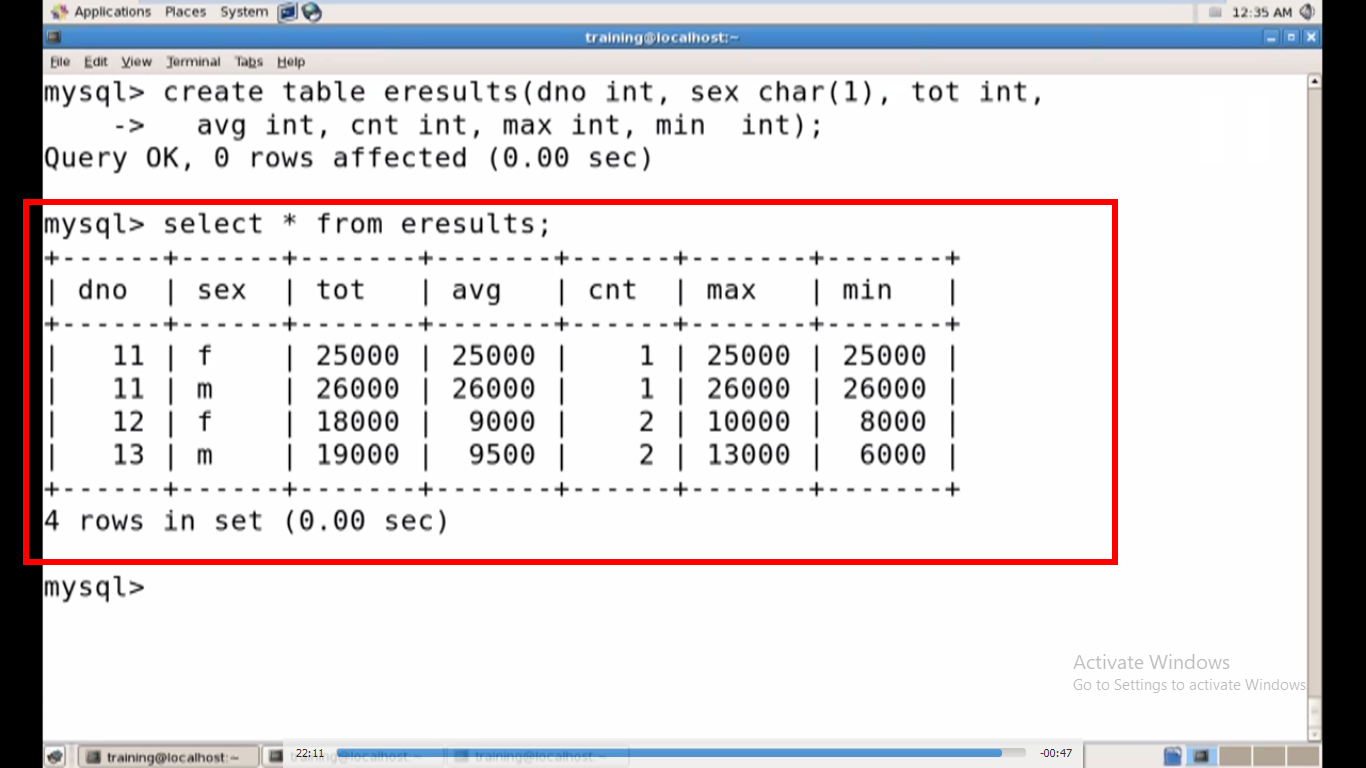 Applications Places System 12:35 AM
training@localhost:~
File Edit View Terminal Tabs Help
mysql> create table eresults(dno int, sex char(1), tot int,
    ->   avg int, cnt int, max int, min  int);
Query OK, 0 rows affected (0.00 sec)
mysql> select * from eresults;
+------+------+-------+-------+------+-------+-------+
| dno  | sex  | tot   | avg   | cnt  | max   | min   |
+------+------+-------+-------+------+-------+-------+
|   11 | f    | 25000 | 25000 |    1 | 25000 | 25000 |
|   11 | m    | 26000 | 26000 |    1 | 26000 | 26000 |
|   12 | f    | 18000 |  9000 |    2 | 10000 |  8000 |
|   13 | m    | 19000 |  9500 |    2 | 13000 |  6000 |
+------+------+-------+-------+------+-------+-------+
4 rows in set (0.00 sec)
mysql>
Activate Windows
Go to Settings to activate Windows
training@localhost:~ 22:11 training@localhost:~ training@localhost:~ -00:47